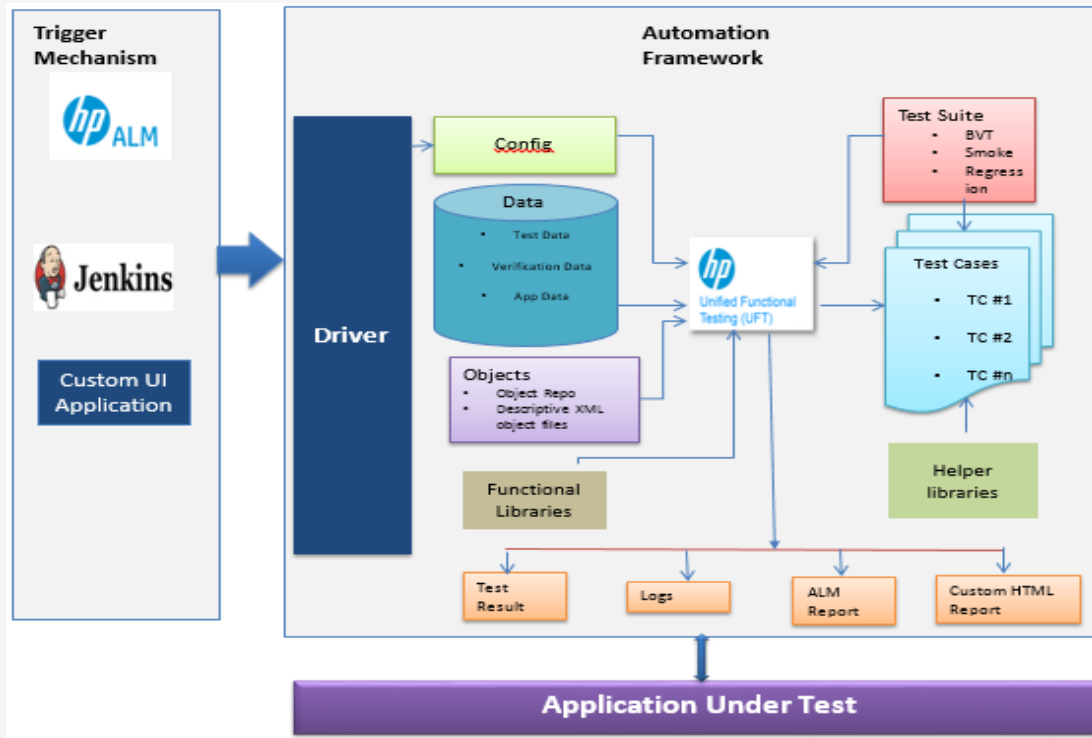 Trigger
Mechanism
hp
ALM
Jenkins
Custom UI
Application
Automation
Framework
Driver
Config
Data
• Test Data
• Verification Data
• App Data
Objects
• Object Repo
• Descriptive XML
object files
Functional
Libraries
hp
Unified Functional
Testing (UFT)
Test Suite
• BVT
• Smoke
• Regress
ion
Test Cases
• TC #1
• TC #2
• TC #n
Helper
libraries
Test
Result
Logs
ALM
Report
Custom HTML
Report
Application Under Test